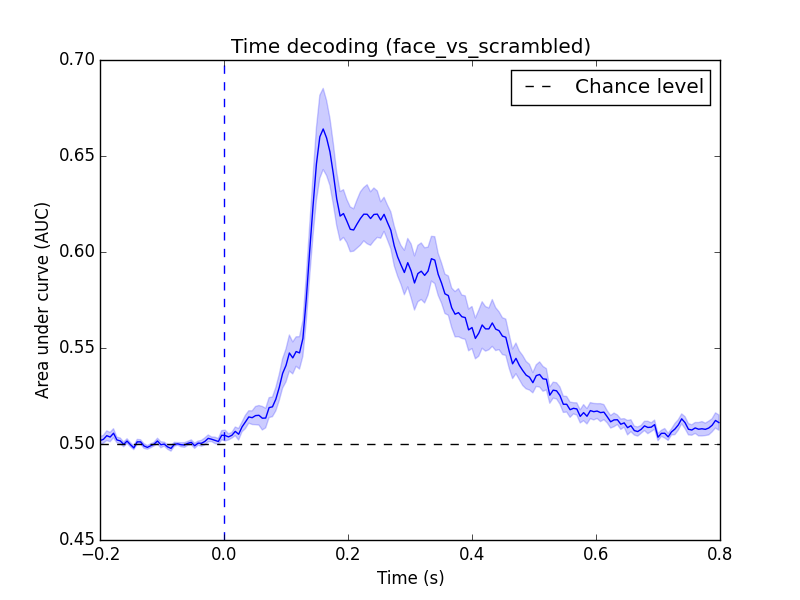 Time decoding (face_vs_scrambled)
Chance level
Area under curve (AUC)
0.70
0.65
0.60
0.55
0.50
0.45
−0.2 0.0 0.2 0.4 0.6 0.8
Time (s)